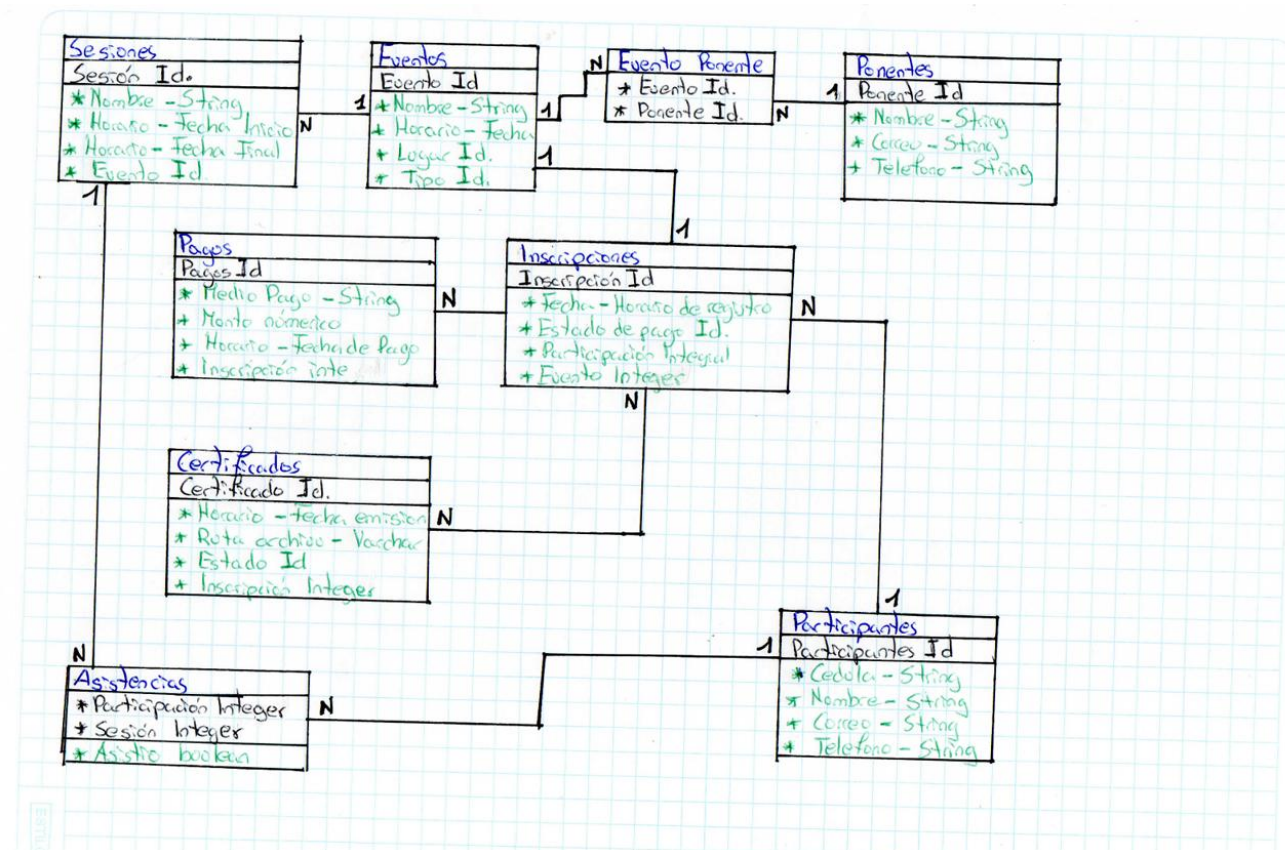 Sesiones
Sesión Id.
* Nombre - String
* Horario - Fecha Inicio
* Horario - Fecha Final
* Evento Id.
1
N
Eventos
Evento Id
* Nombre - String
* Horario - Fecha
* Lugar Id.
* Tipo Id.
1
1
1
N
Evento Ponente
* Evento Id.
* Ponente Id.
N
1
Ponentes
Ponente Id
* Nombre - String
* Correo - String
* Telefono - String
Pagos
Pagos Id
* Medio Pago - String
* Monto númerico
* Horario - Fecha de Pago
* Inscripción inte
N
1
Inscripciones
Inscripción Id
* Fecha - Horario de registro
* Estado de pago Id.
* Participación Integral
* Evento Integer
N
N
Certificados
Certificado Id.
* Horario - Fecha emision
* Ruta archivo - Varchar
* Estado Id
* Inscripción Integer
N
N
Asistencias
* Participación Integer
* Sesión Integer
* Asistio boolean
N
1
1
Participantes
Participantes Id
* Cedula - String
* Nombre - String
* Correo - String
* Telefono - String